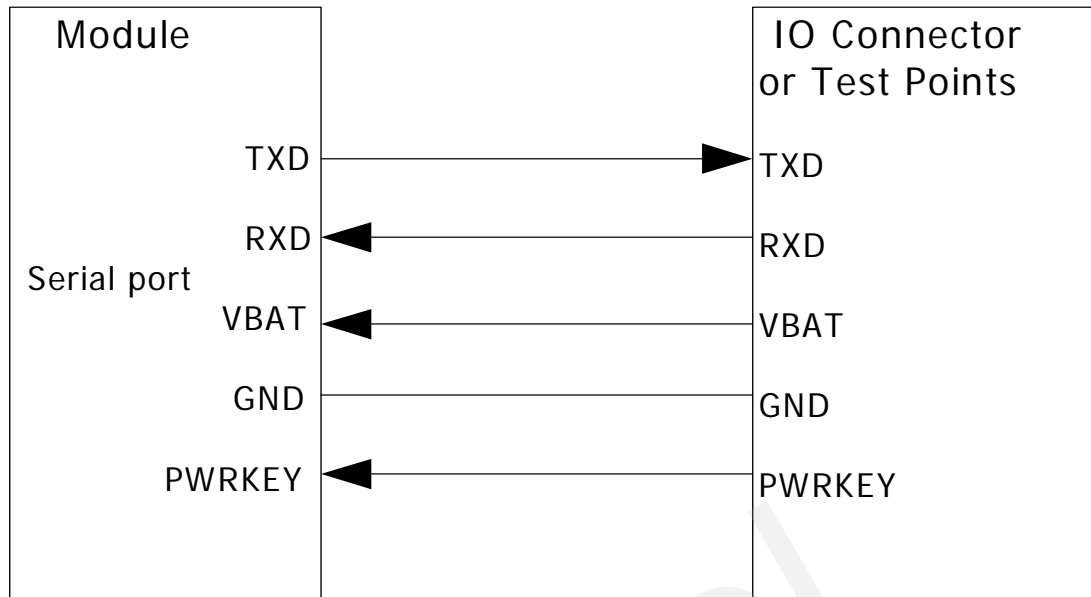 Module
TXD
RXD
Serial port
VBAT
GND
PWRKEY
IO Connector
or Test Points
TXD
RXD
VBAT
GND
PWRKEY